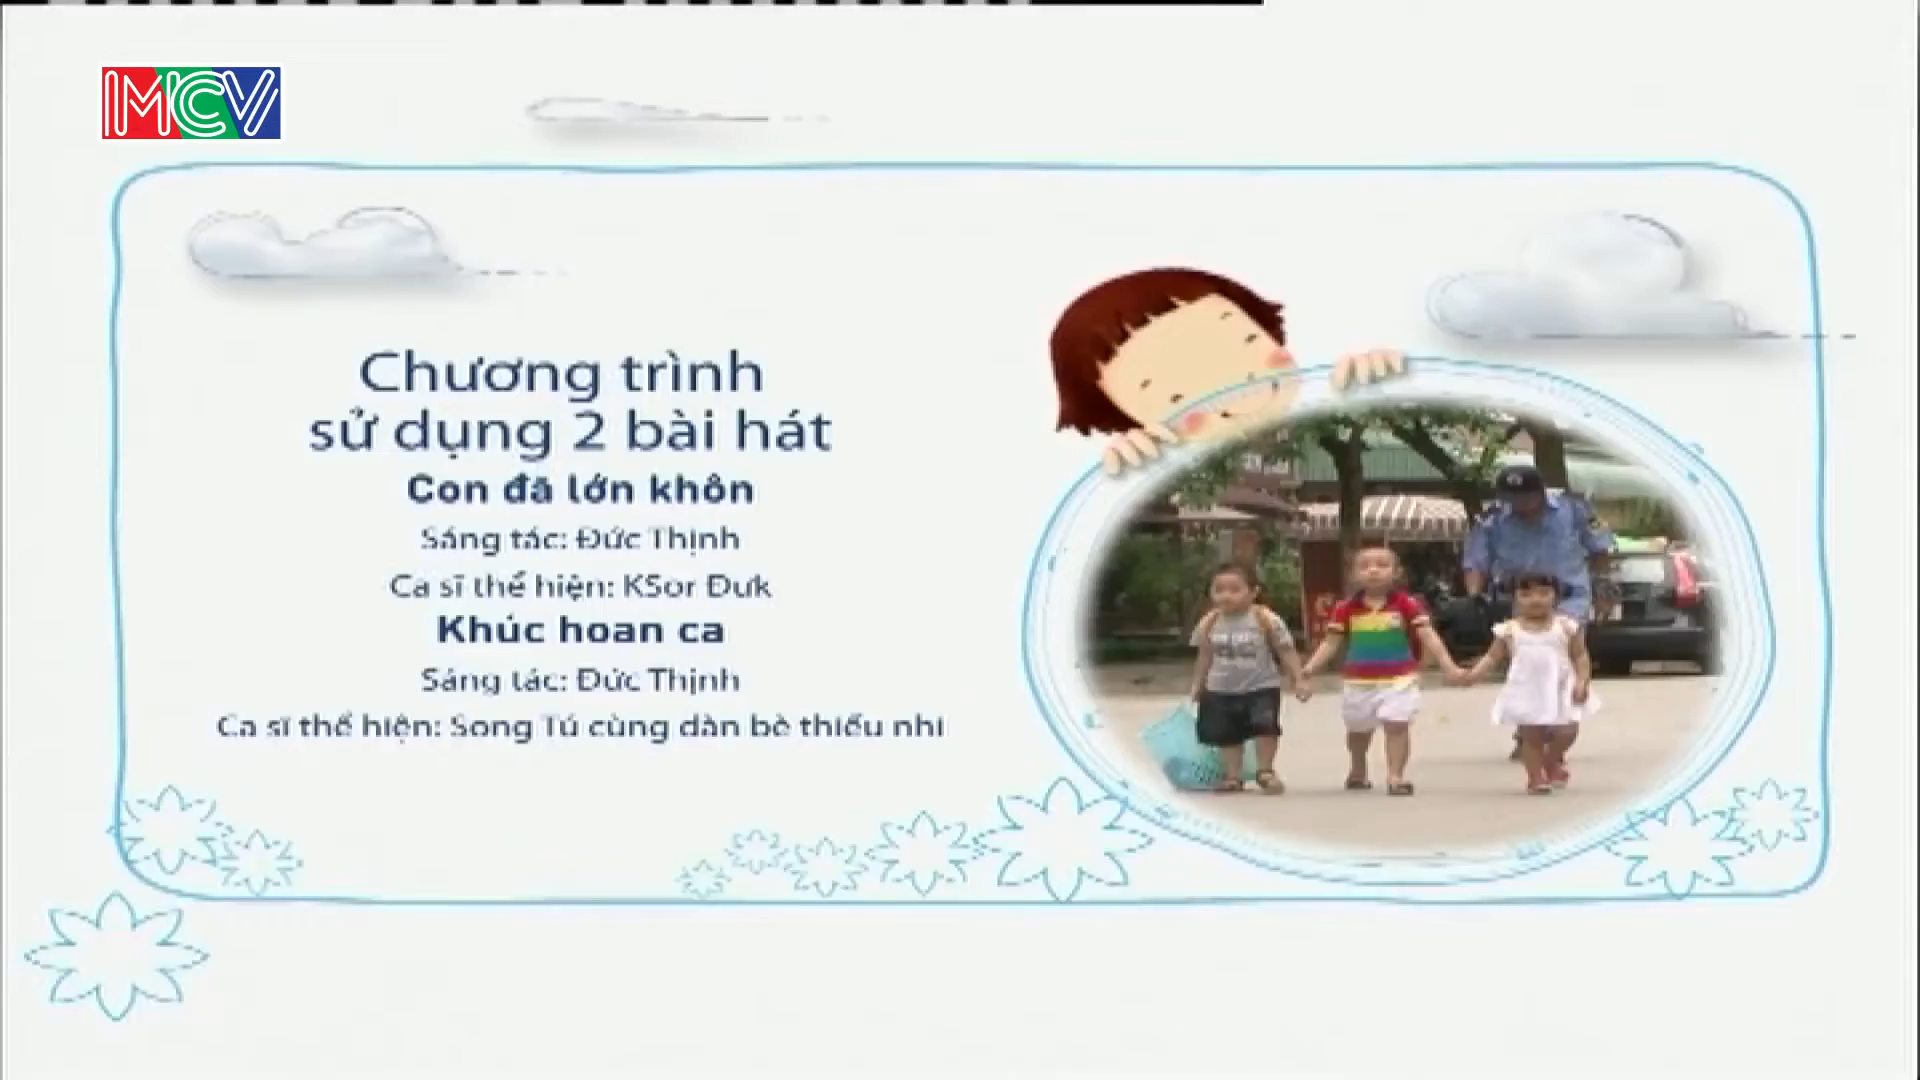 MCV
Chương trình
sử dụng 2 bài hát
Con đã lớn khôn
Sáng tác: Đức Thịnh
Ca sĩ thể hiện: KSor Đưk
Khúc hoan ca
Sáng tác: Đức Thịnh
Ca sĩ thể hiện: Song Tú cùng dàn bè thiếu nhi